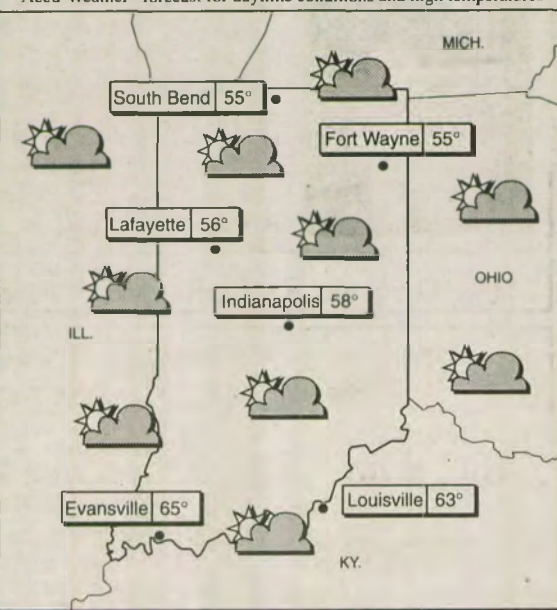 MICH.
South Bend 55°
Fort Wayne 55°
Lafayette 56°
OHIO
Indianapolis 58°
ILL.
Evansville 65°
Louisville 63°
KY.